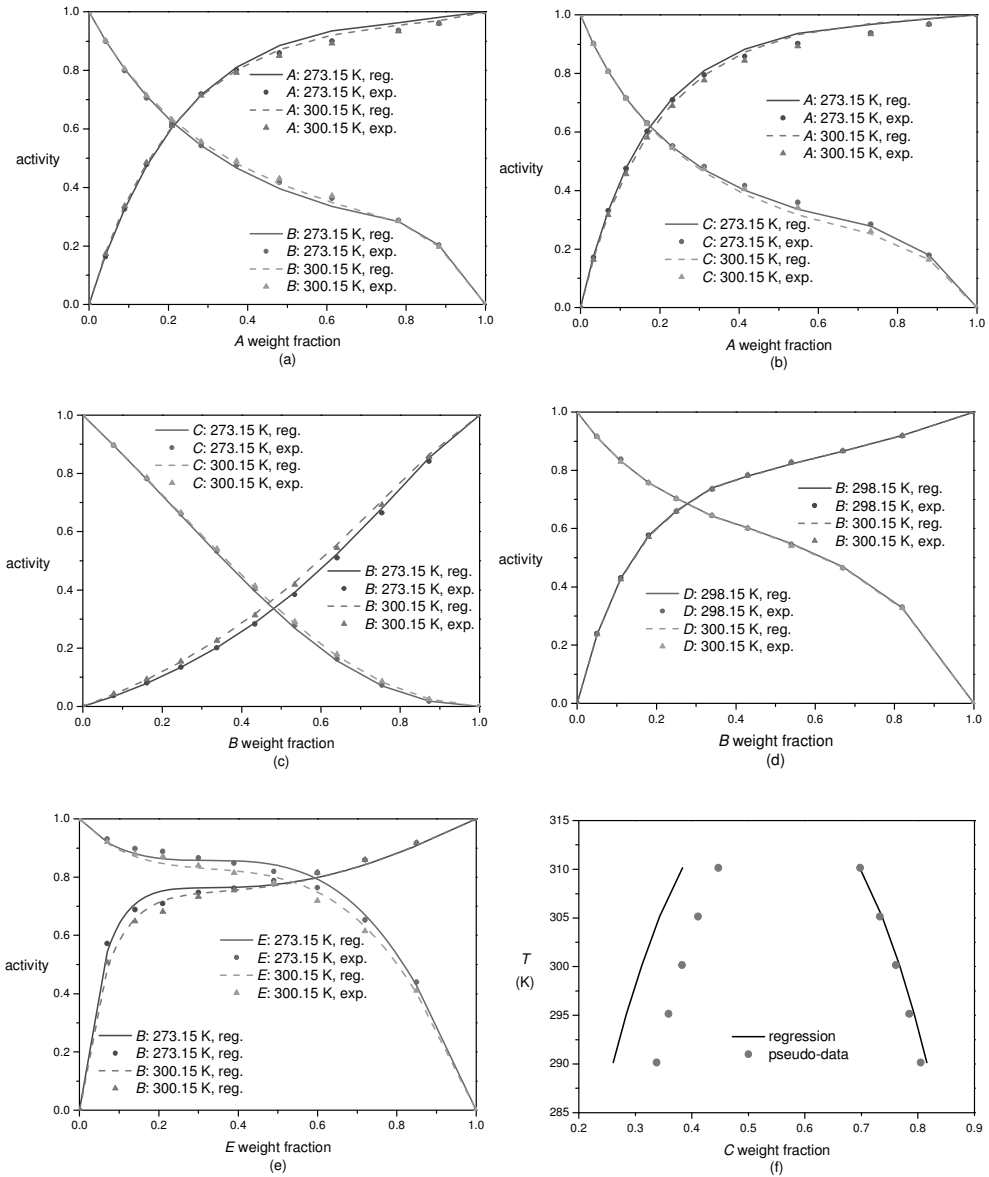 1.0
0.8
0.6
0.4
0.2
0.0
activity
A: 273.15 K, reg.
A: 273.15 K, exp.
A: 300.15 K, reg.
A: 300.15 K, exp.
B: 273.15 K, reg.
B: 273.15 K, exp.
B: 300.15 K, reg.
B: 300.15 K, exp.
0.0 0.2 0.4 0.6 0.8 1.0
A weight fraction
(a)
1.0
0.8
0.6
0.4
0.2
0.0
activity
A: 273.15 K, reg.
A: 273.15 K, exp.
A: 300.15 K, reg.
A: 300.15 K, exp.
C: 273.15 K, reg.
C: 273.15 K, exp.
C: 300.15 K, reg.
C: 300.15 K, exp.
0.0 0.2 0.4 0.6 0.8 1.0
A weight fraction
(b)
1.0
0.8
0.6
0.4
0.2
0.0
activity
C: 273.15 K, reg.
C: 273.15 K, exp.
C: 300.15 K, reg.
C: 300.15 K, exp.
B: 273.15 K, reg.
B: 273.15 K, exp.
B: 300.15 K, reg.
B: 300.15 K, exp.
0.0 0.2 0.4 0.6 0.8 1.0
B weight fraction
(c)
1.0
0.8
0.6
0.4
0.2
0.0
activity
B: 298.15 K, reg.
B: 298.15 K, exp.
B: 300.15 K, reg.
B: 300.15 K, exp.
D: 298.15 K, reg.
D: 298.15 K, exp.
D: 300.15 K, reg.
D: 300.15 K, exp.
0.0 0.2 0.4 0.6 0.8 1.0
B weight fraction
(d)
1.0
0.8
0.6
0.4
0.2
0.0
activity
E: 273.15 K, reg.
E: 273.15 K, exp.
E: 300.15 K, reg.
E: 300.15 K, exp.
B: 273.15 K, reg.
B: 273.15 K, reg.
B: 300.15 K, reg.
B: 300.15 K, reg.
0.0 0.2 0.4 0.6 0.8 1.0
E weight fraction
(e)
315
310
305
300
295
290
285
T
(K)
regression
pseudo-data
0.2 0.3 0.4 0.5 0.6 0.7 0.8 0.9
C weight fraction
(f)